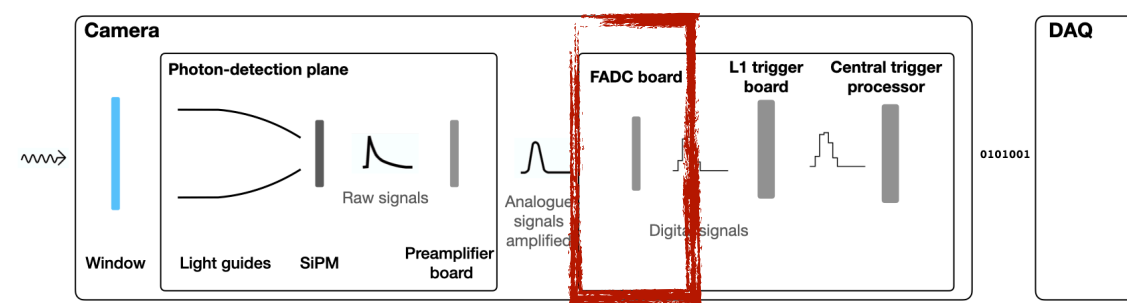 Camera
DAQ
Photon-detection plane
FADC board
L1 trigger
board
Central trigger
processor
0101001
Raw signals
Analogue
signals
amplified
Digital signals
Window
Light guides
SiPM
Preamplifier
board